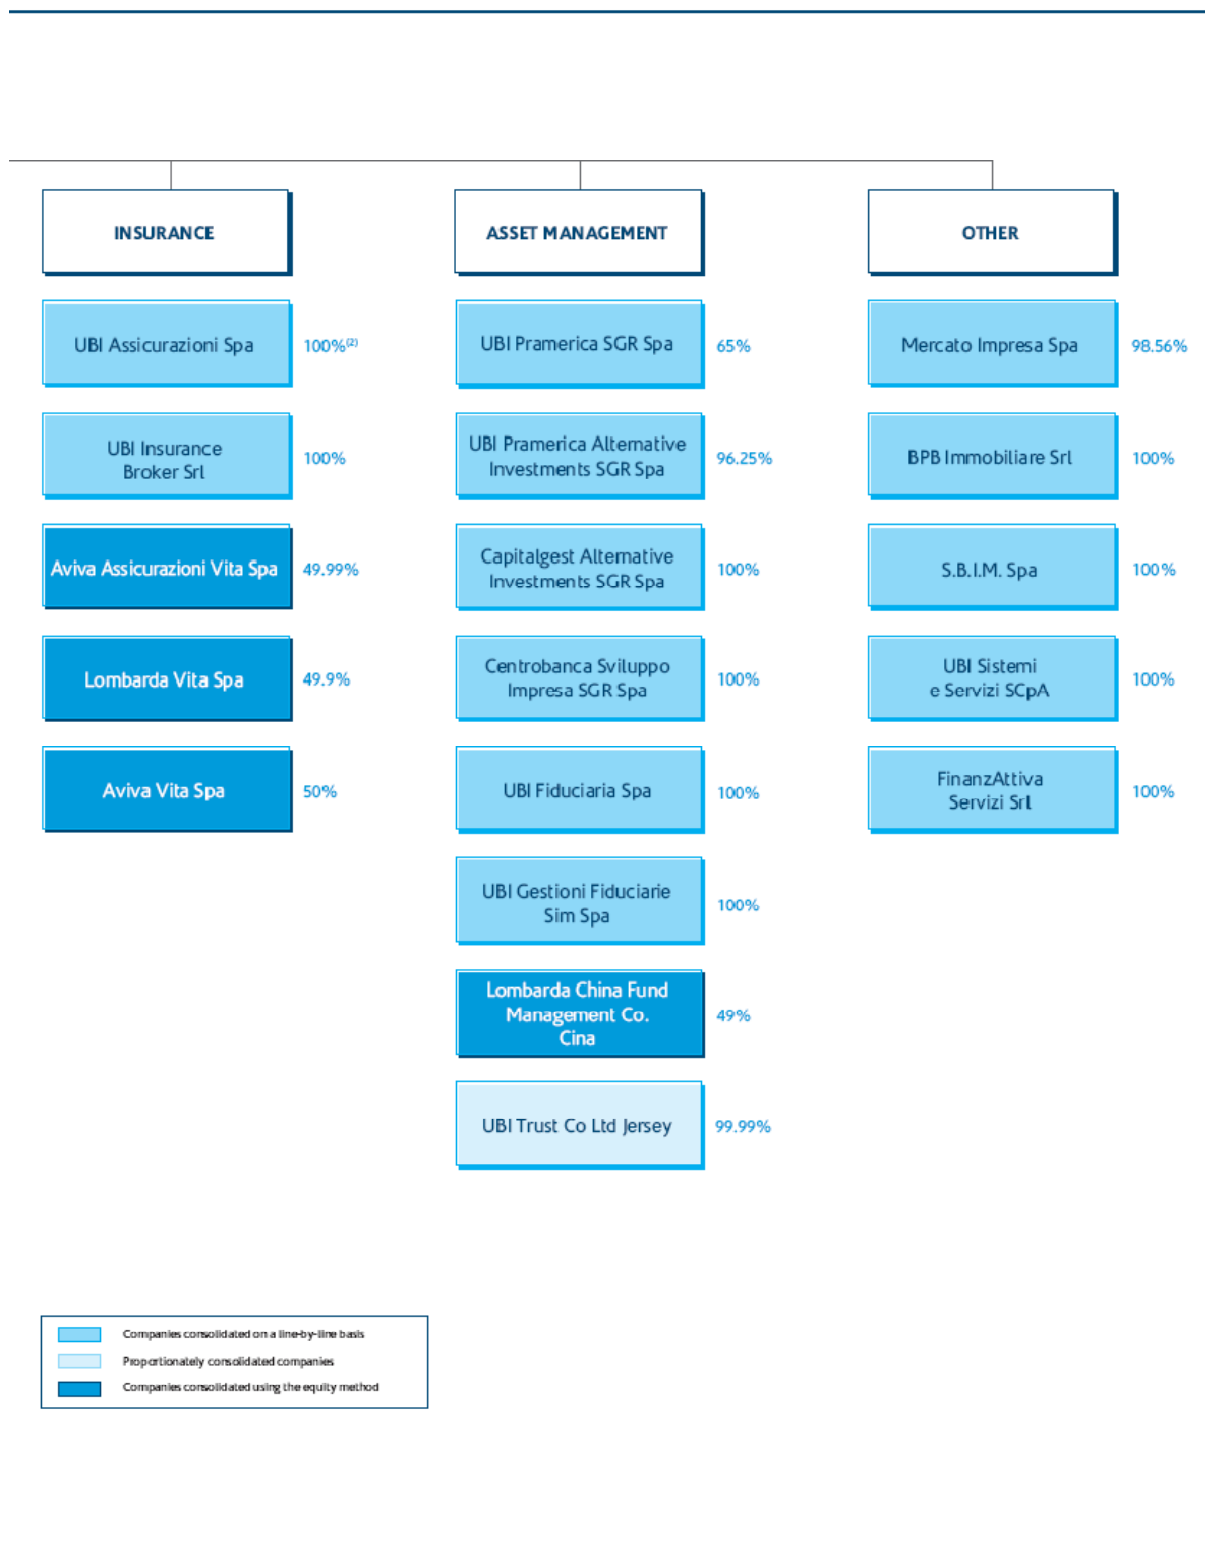 INSURANCE
UBI Assicurazioni Spa
100%(2)
UBI Insurance
Broker Srl
100%
Aviva Assicurazioni Vita Spa
49.99%
Lombarda Vita Spa
49.9%
Aviva Vita Spa
50%
ASSET MANAGEMENT
UBI Pramerica SGR Spa
65%
UBI Pramerica Alternative
Investments SGR Spa
96.25%
Capitalgest Alternative
Investments SGR Spa
100%
Centrobanca Sviluppo
Impresa SGR Spa
100%
UBI Fiduciaria Spa
100%
UBI Gestioni Fiduciarie
Sim Spa
100%
Lombarda China Fund
Management Co.
Cina
49%
UBI Trust Co Ltd Jersey
99.99%
OTHER
Mercato Impresa Spa
98.56%
BPB Immobiliare Srl
100%
S.B.I.M. Spa
100%
UBI Sistemi
e Servizi SCpA
100%
FinanzAttiva
Servizi Srl
100%
Companies consolidated on a line-by-line basis
Proportionately consolidated companies
Companies consolidated using the equity method